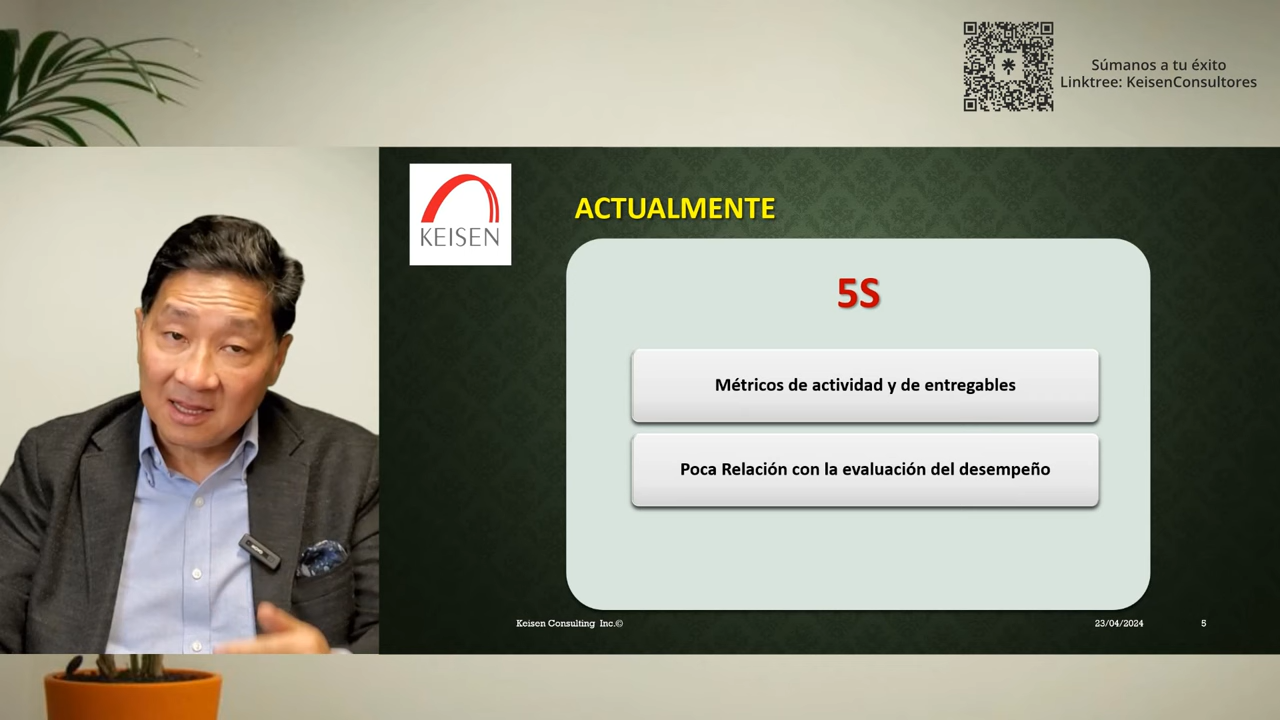 Súmanos a tu éxito
Linktree: KeisenConsultores
KEISEN
ACTUALMENTE
5S
Métricos de actividad y de entregables
Poca Relación con la evaluación del desempeño
Keisen Consulting Inc.©
23/04/2024
5